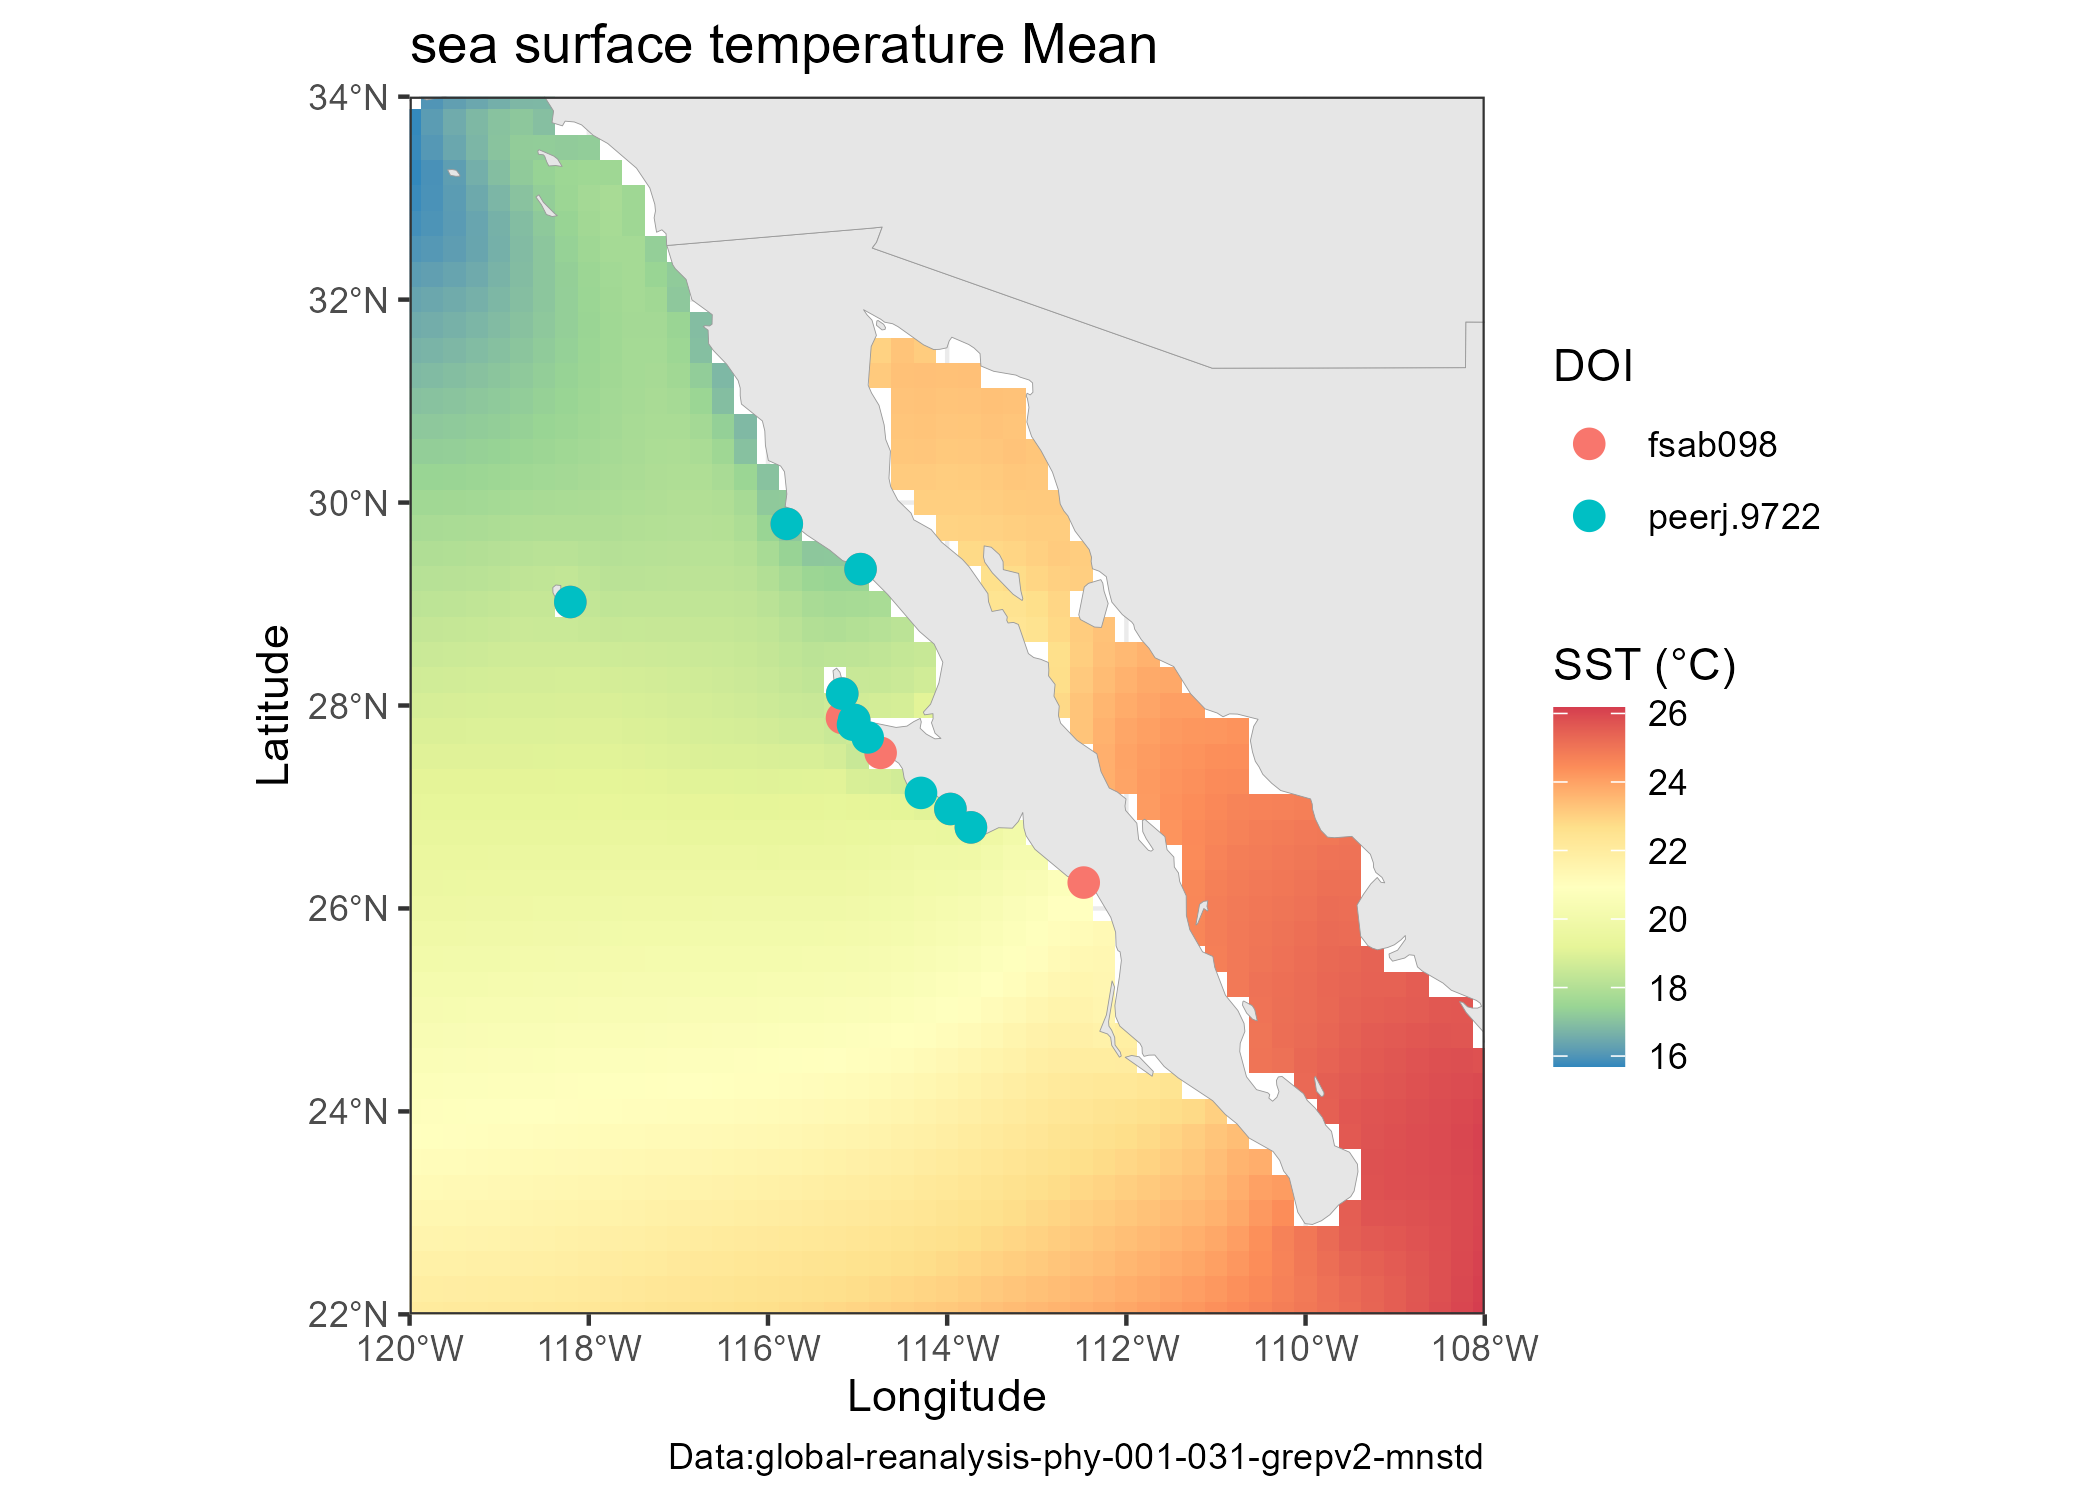 sea surface temperature Mean
34°N
32°N
30°N
28°N
26°N
24°N
22°N
Latitude
120°W 118°W 116°W 114°W 112°W 110°W 108°W
Longitude
Data:global-reanalysis-phy-001-031-grepv2-mnstd
DOI
fsab098
peerj.9722
SST (°C)
26
24
22
20
18
16